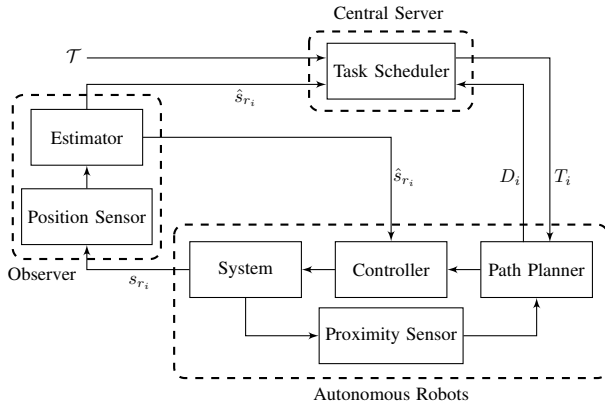 Central Server
𝒯
Task Scheduler
ŝ_{r_i}
Estimator
ŝ_{r_i}
D_i
T_i
Position Sensor
Observer
s_{r_i}
System
Controller
Path Planner
Proximity Sensor
Autonomous Robots